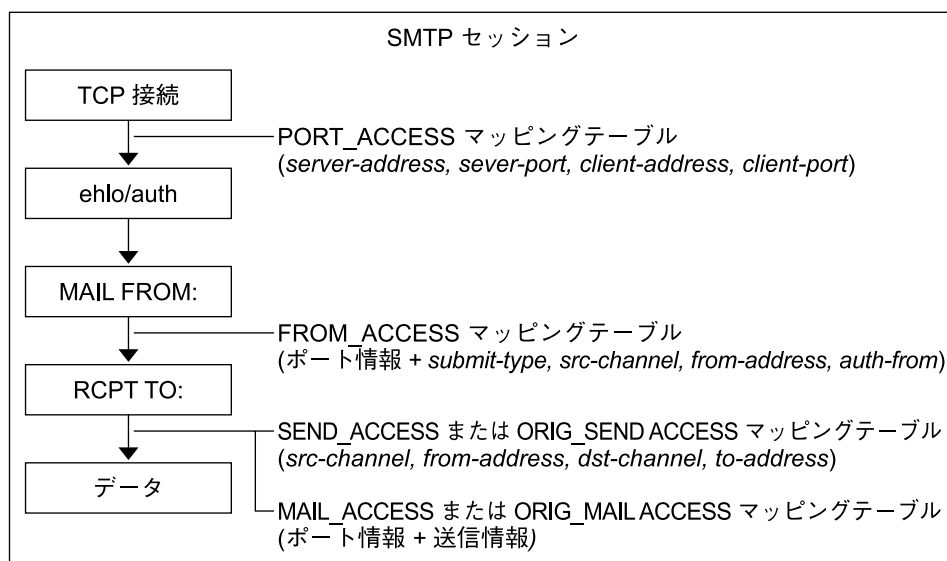 SMTP セッション
TCP 接続
PORT_ACCESS マッピングテーブル
(server-address, sever-port, client-address, client-port)
ehlo/auth
MAIL FROM:
FROM_ACCESS マッピングテーブル
(ポート情報 + submit-type, src-channel, from-address, auth-from)
RCPT TO:
SEND_ACCESS または ORIG_SEND ACCESS マッピングテーブル
(src-channel, from-address, dst-channel, to-address)
データ
MAIL_ACCESS または ORIG_MAIL ACCESS マッピングテーブル
(ポート情報 + 送信情報)